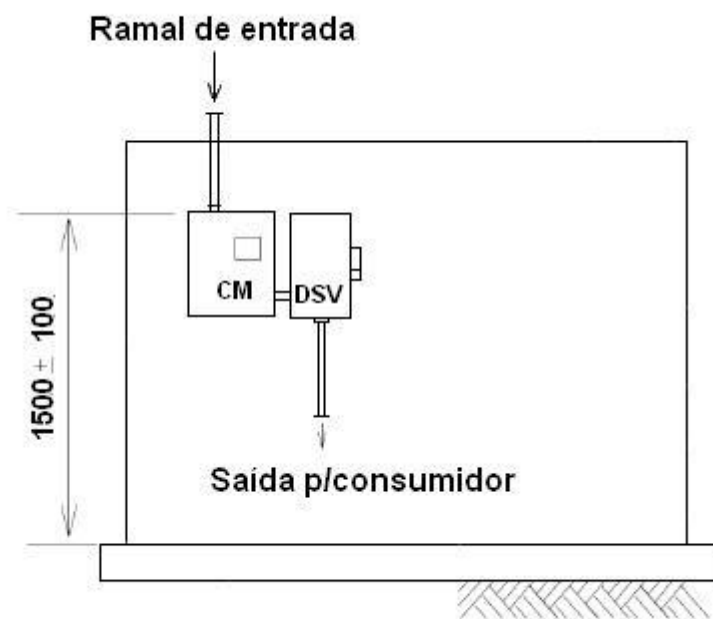 Ramal de entrada
CM
DSV
1500 ± 100
Saída p/consumidor